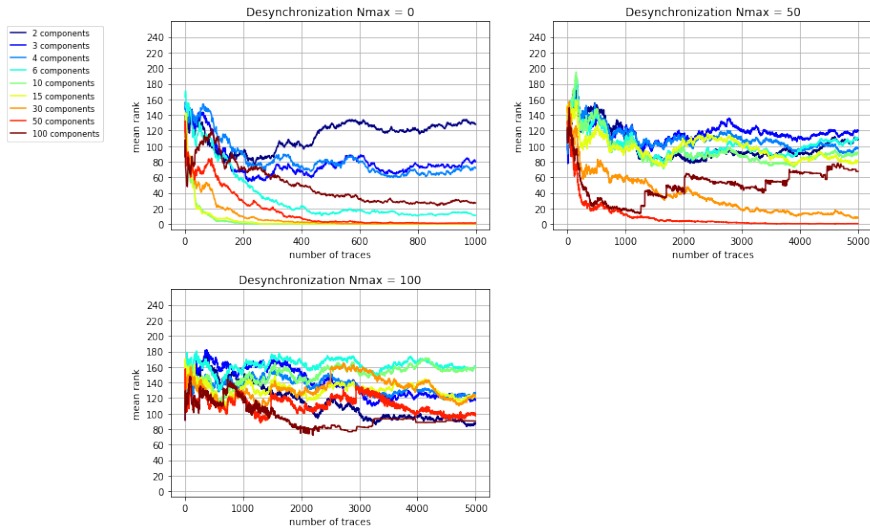 2 components
3 components
4 components
6 components
10 components
15 components
30 components
50 components
100 components
Desynchronization Nmax = 0
mean rank
240
220
200
180
160
140
120
100
80
60
40
20
0
0 200 400 600 800 1000
number of traces
Desynchronization Nmax = 50
mean rank
240
220
200
180
160
140
120
100
80
60
40
20
0
0 1000 2000 3000 4000 5000
number of traces
Desynchronization Nmax = 100
mean rank
240
220
200
180
160
140
120
100
80
60
40
20
0
0 1000 2000 3000 4000 5000
number of traces